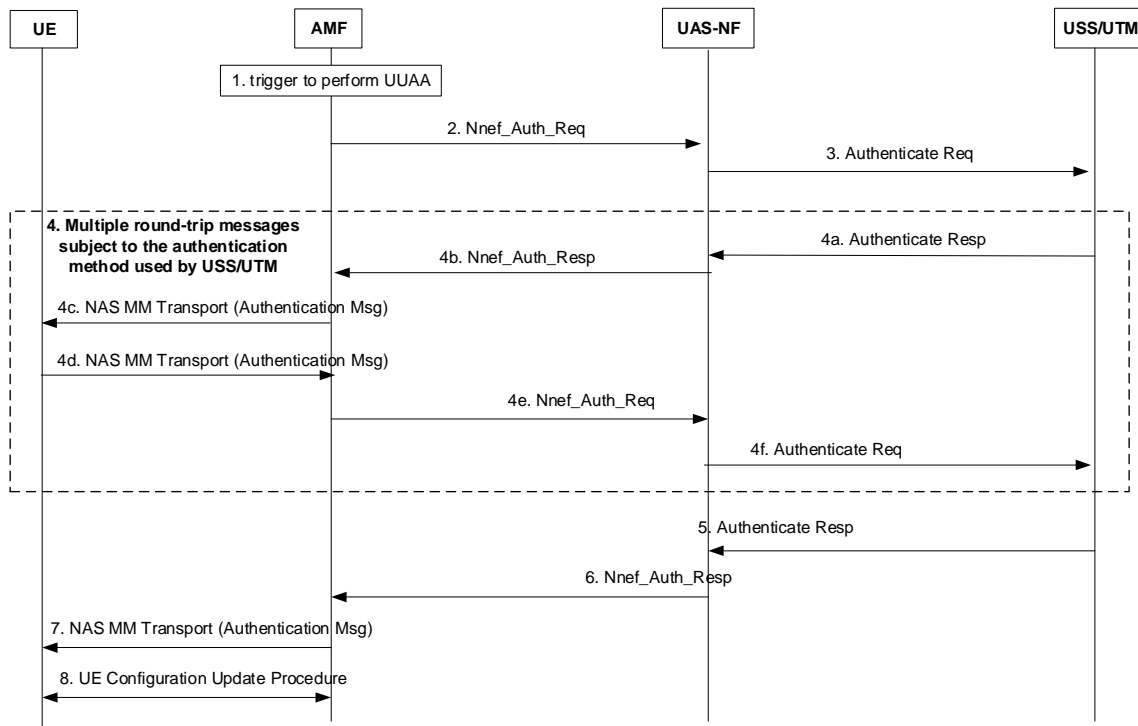 UE
AMF
UAS-NF
USS/UTM
1. trigger to perform UUAA
2. Nnef_Auth_Req
3. Authenticate Req
4. Multiple round-trip messages
subject to the authentication
method used by USS/UTM
4a. Authenticate Resp
4b. Nnef_Auth_Resp
4c. NAS MM Transport (Authentication Msg)
4d. NAS MM Transport (Authentication Msg)
4e. Nnef_Auth_Req
4f. Authenticate Req
5. Authenticate Resp
6. Nnef_Auth_Resp
7. NAS MM Transport (Authentication Msg)
8. UE Configuration Update Procedure